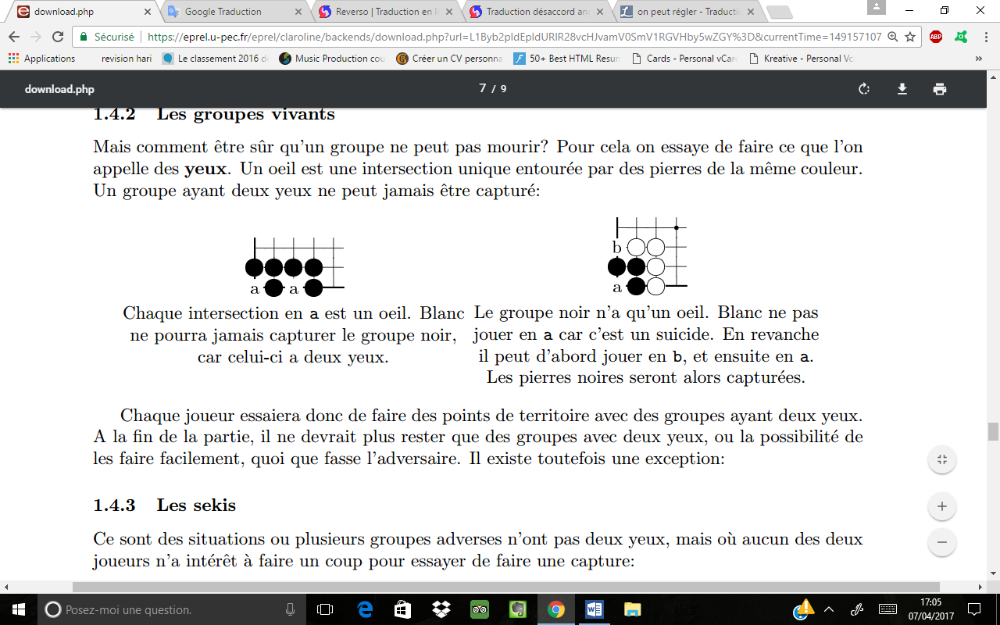 download.php
Google Traduction
Reverso | Traduction en li
Traduction désaccord an
on peut régler - Traducti
Sécurisé
https://eprel.u-pec.fr/eprel/claroline/backends/download.php?url=L1Byb2pldEpldURlR28vcHJvamV0SmV1RGVHby5wZGY%3D&currentTime=149157107
ABP
Applications
revision hari
Le classement 2016 d
Music Production cou
Créer un CV personna
50+ Best HTML Resun
Cards - Personal vCar
Kreative - Personal Vc
»
download.php
7 / 9
1.4.2 Les groupes vivants
Mais comment être sûr qu'un groupe ne peut pas mourir? Pour cela on essaye de faire ce que l'on
appelle des yeux. Un oeil est une intersection unique entourée par des pierres de la même couleur.
Un groupe ayant deux yeux ne peut jamais être capturé:
a a
b
a
Chaque intersection en a est un oeil. Blanc
ne pourra jamais capturer le groupe noir,
car celui-ci a deux yeux.
Le groupe noir n'a qu'un oeil. Blanc ne pas
jouer en a car c'est un suicide. En revanche
il peut d'abord jouer en b, et ensuite en a.
Les pierres noires seront alors capturées.
Chaque joueur essaiera donc de faire des points de territoire avec des groupes ayant deux yeux.
A la fin de la partie, il ne devrait plus rester que des groupes avec deux yeux, ou la possibilité de
les faire facilement, quoi que fasse l'adversaire. Il existe toutefois une exception:
1.4.3 Les sekis
Ce sont des situations ou plusieurs groupes adverses n'ont pas deux yeux, mais où aucun des deux
joueurs n'a intérêt à faire un coup pour essayer de faire une capture:
Posez-moi une question.
17:05
07/04/2017